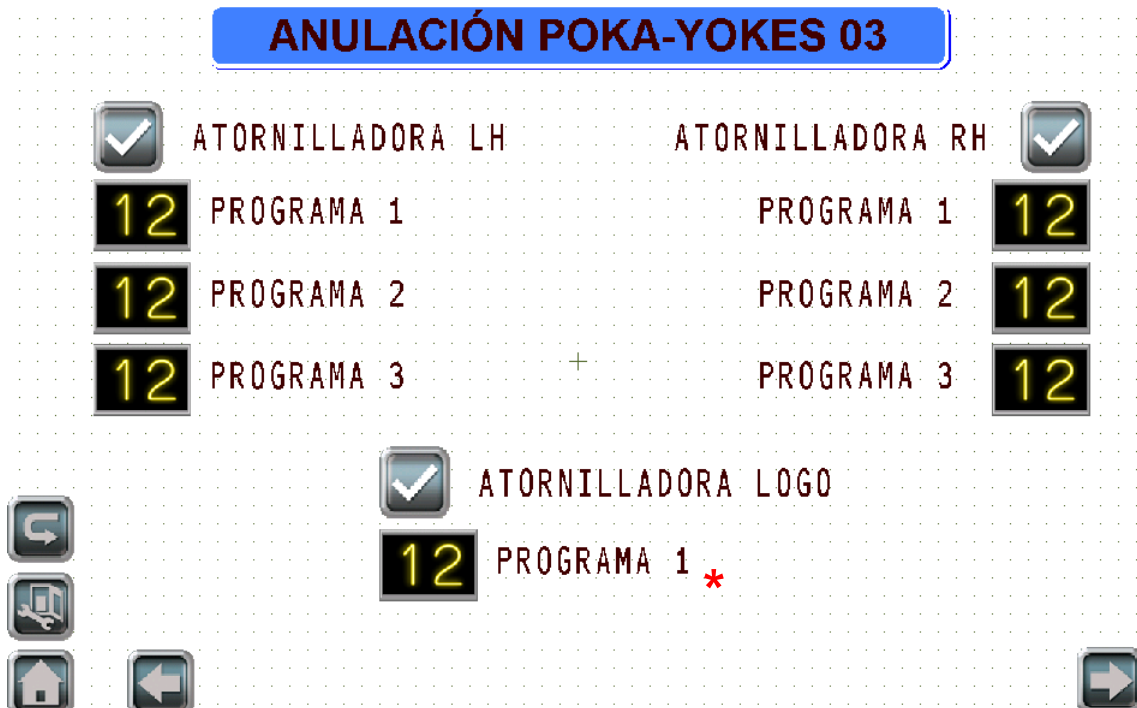 ANULACIÓN POKA-YOKES 03
ATORNILLADORA LH ATORNILLADORA RH
12 PROGRAMA 1 PROGRAMA 1 12
12 PROGRAMA 2 PROGRAMA 2 12
12 PROGRAMA 3 PROGRAMA 3 12
ATORNILLADORA LOGO
12 PROGRAMA 1 *